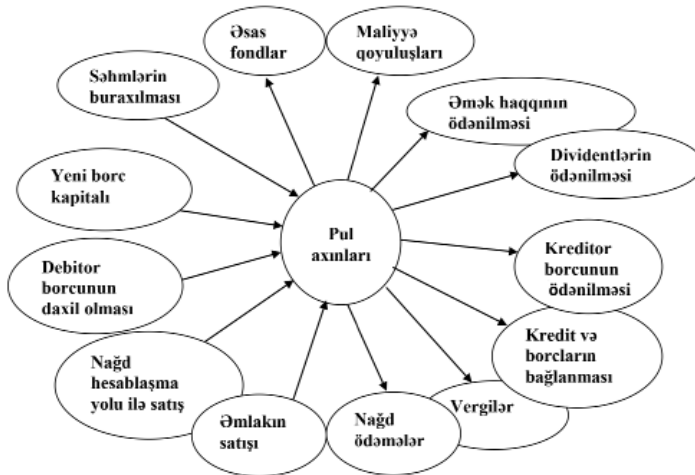 Əsas
fondlar
Maliyyə
qoyuluşları
Səhmlərin
buraxılması
Əmək haqqının
ödənilməsi
Dividentlərin
ödənilməsi
Yeni borc
kapitalı
Pul
axınları
Kreditor
borcunun
ödənilməsi
Debitor
borcunun
daxil olması
Kredit və
borcların
bağlanması
Nağd
hesablaşma
yolu ilə satış
Əmlakın
satışı
Nağd
ödəmələr
Vergilər